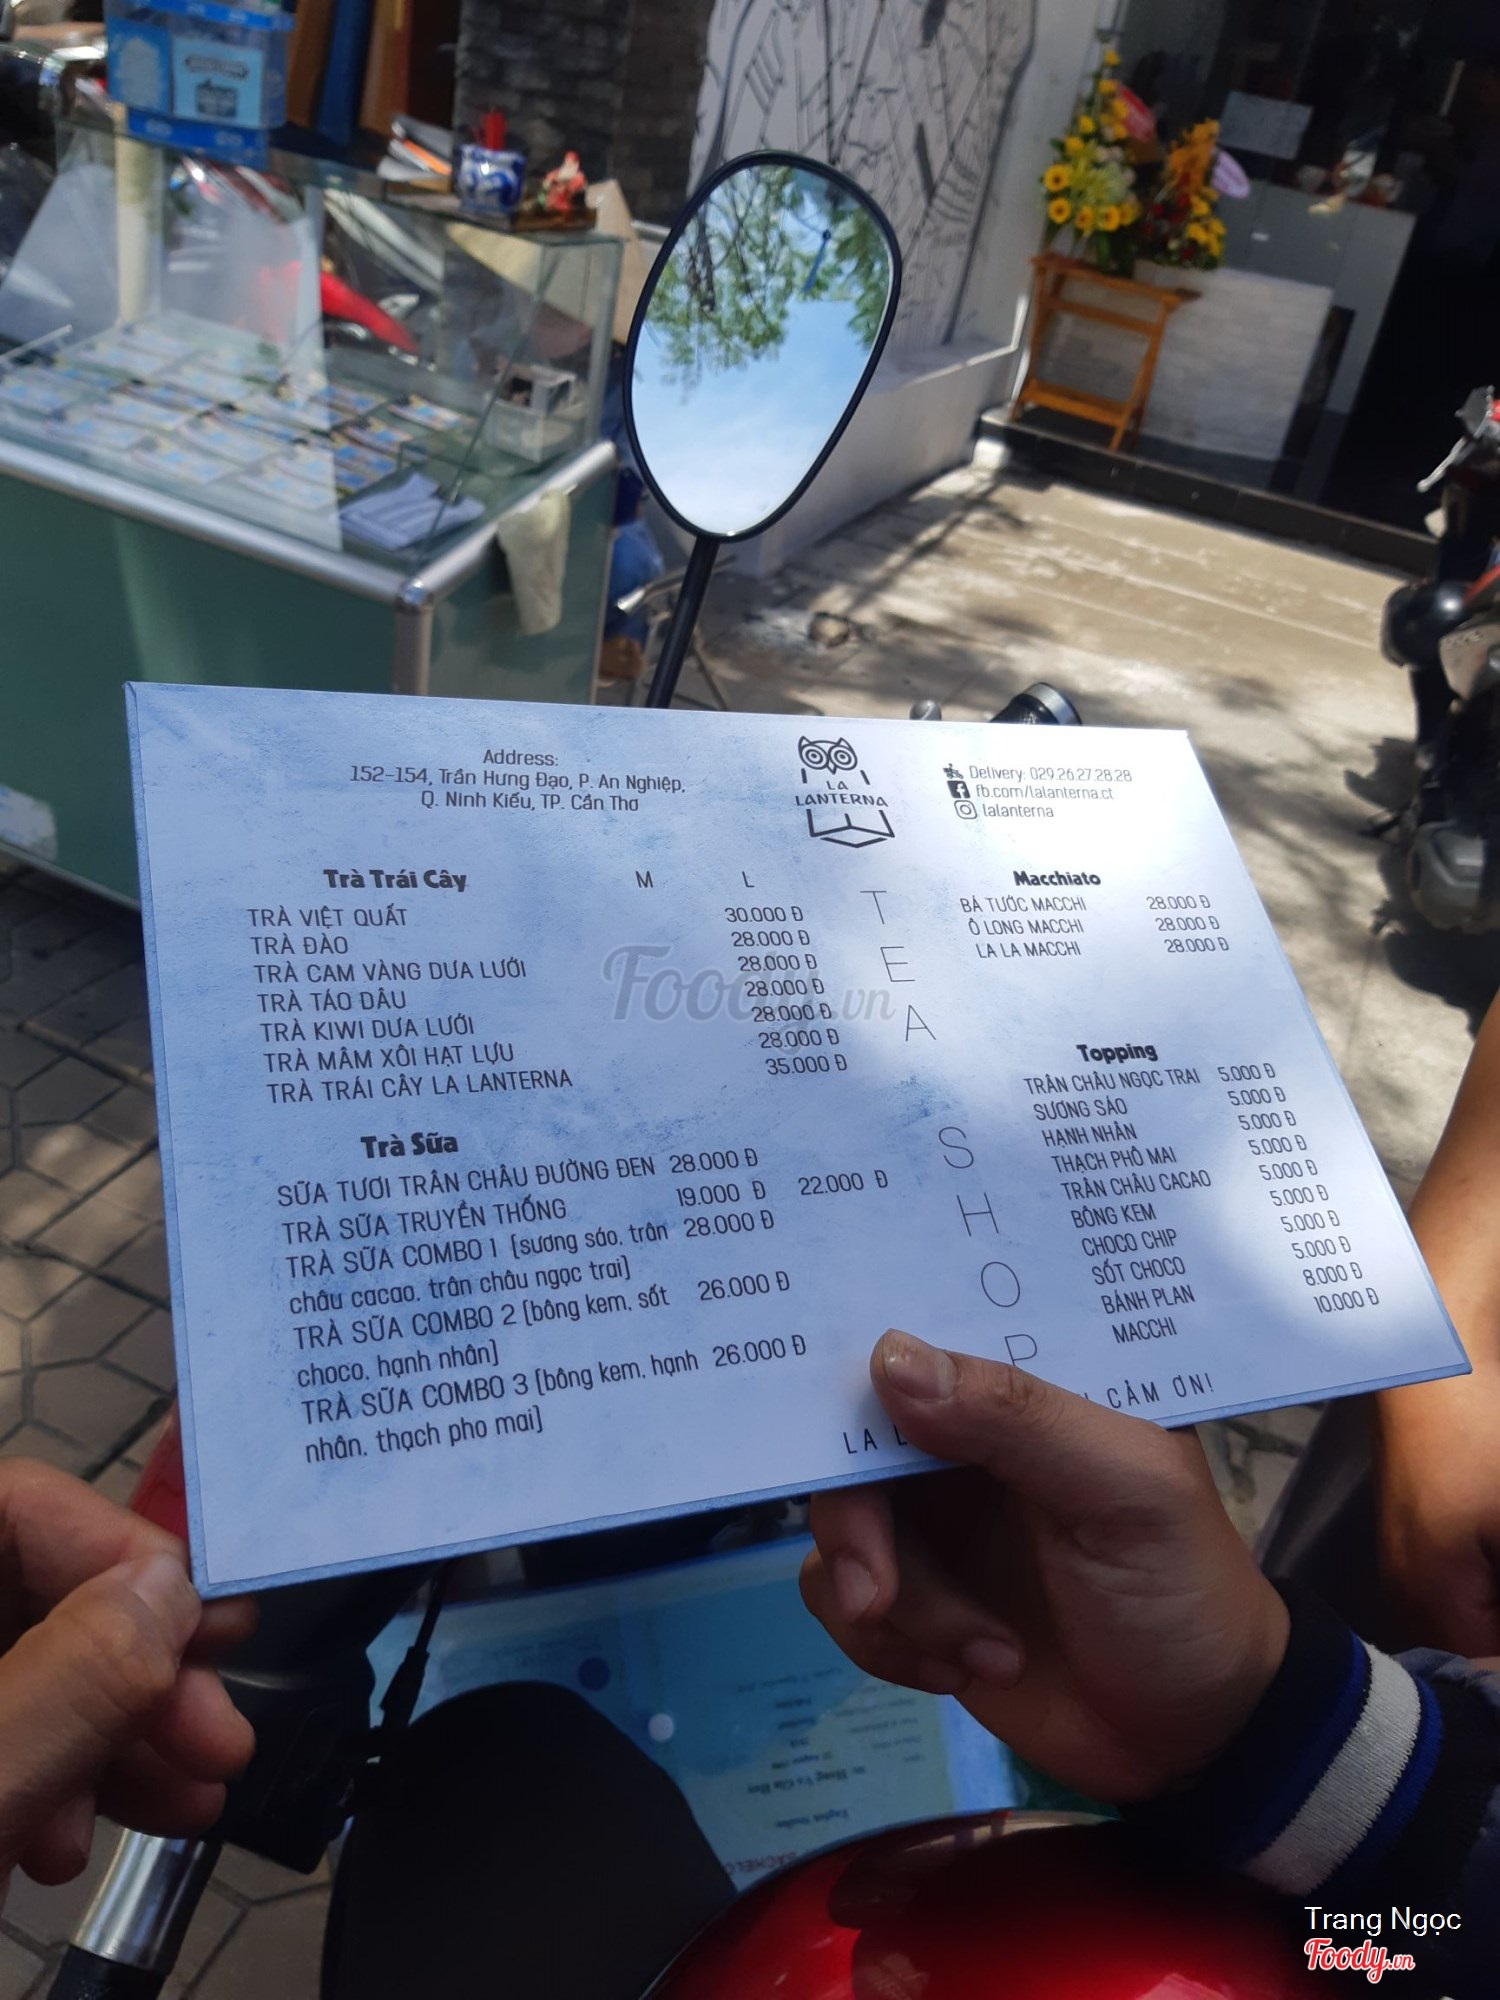 Address:
152-154, Trần Hưng Đạo, P. An Nghiệp,
Q. Ninh Kiều, TP. Cần Thơ
LA
LANTERNA
Delivery: 029.26.27.28.28
fb.com/lalanterna.ct
lalanterna
Trà Trái Cây M L
TRÀ VIỆT QUẤT 30.000 Đ
TRÀ ĐÀO 28.000 Đ
TRÀ CAM VÀNG DƯA LƯỚI 28.000 Đ
TRÀ TÁO DÂU 28.000 Đ
TRÀ KIWI DƯA LƯỚI 28.000 Đ
TRÀ MÂM XÔI HẠT LỰU 28.000 Đ
TRÀ TRÁI CÂY LA LANTERNA 35.000 Đ
Trà Sữa
SỮA TƯƠI TRÂN CHÂU ĐƯỜNG ĐEN 28.000 Đ
TRÀ SỮA TRUYỀN THỐNG 19.000 Đ 22.000 Đ
TRÀ SỮA COMBO 1 (sương sáo, trân 28.000 Đ
châu cacao, trân châu ngọc trai)
TRÀ SỮA COMBO 2 (bông kem, sốt 26.000 Đ
choco, hạnh nhân)
TRÀ SỮA COMBO 3 (bông kem, hạnh 26.000 Đ
nhân, thạch pho mai)
T
E
A
S
H
O
P
Macchiato
BÁ TƯỚC MACCHI 28.000 Đ
Ô LONG MACCHI 28.000 Đ
LA LA MACCHI 28.000 Đ
Topping
TRÂN CHÂU NGỌC TRAI 5.000 Đ
SƯƠNG SÁO 5.000 Đ
HẠNH NHÂN 5.000 Đ
THẠCH PHÔ MAI 5.000 Đ
TRÂN CHÂU CACAO 5.000 Đ
BÔNG KEM 5.000 Đ
CHOCO CHIP 5.000 Đ
SỐT CHOCO 5.000 Đ
BÁNH PLAN 8.000 Đ
MACCHI 10.000 Đ
LA CẢM ƠN!
Foody.vn
Trang Ngọc
Foody.vn